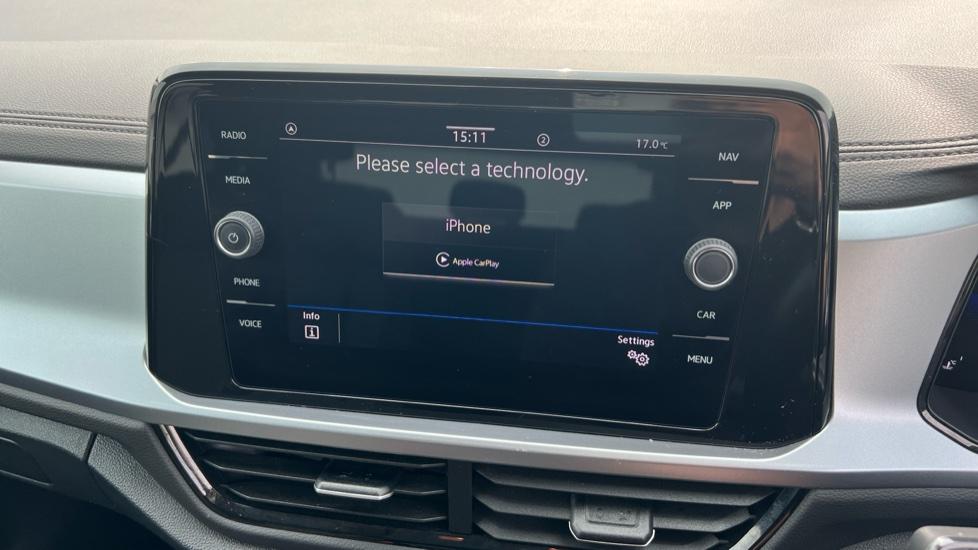 RADIO
MEDIA
PHONE
VOICE
15:11
2
17.0°C
Please select a technology.
iPhone
Apple CarPlay
Info
Settings
NAV
APP
CAR
MENU